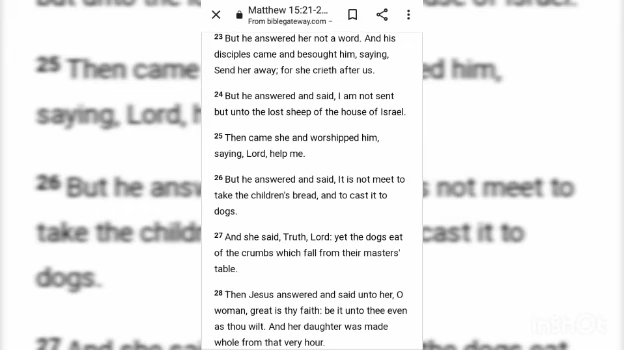 Matthew 15:21-2...
From biblegateway.com
23 But he answered her not a word. And his
disciples came and besought him, saying,
Send her away; for she crieth after us.
24 But he answered and said, I am not sent
but unto the lost sheep of the house of Israel.
25 Then came she and worshipped him,
saying, Lord, help me.
26 But he answered and said, It is not meet to
take the children's bread, and to cast it to
dogs.
27 And she said, Truth, Lord: yet the dogs eat
of the crumbs which fall from their masters'
table.
28 Then Jesus answered and said unto her, O
woman, great is thy faith: be it unto thee even
as thou wilt. And her daughter was made
whole from that very hour.
25 Then came
ed him,
saying, Lord, h
26 But he answ
s not meet to
take the childr
cast it to
dogs.
27 And she sai
the dogs eat
InShOt